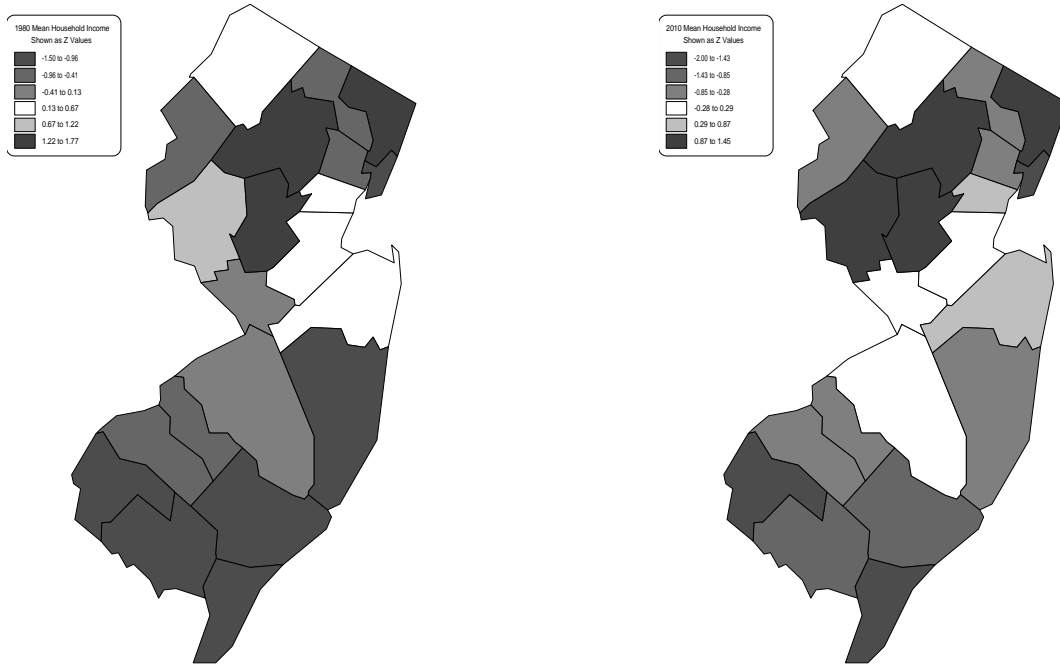 1980 Mean Household Income
Shown as Z Values
-1.50 to -0.96
-0.96 to -0.41
-0.41 to 0.13
0.13 to 0.67
0.67 to 1.22
1.22 to 1.77
2010 Mean Household Income
Shown as Z Values
-2.00 to -1.43
-1.43 to -0.85
-0.85 to -0.28
-0.28 to 0.29
0.29 to 0.87
0.87 to 1.45